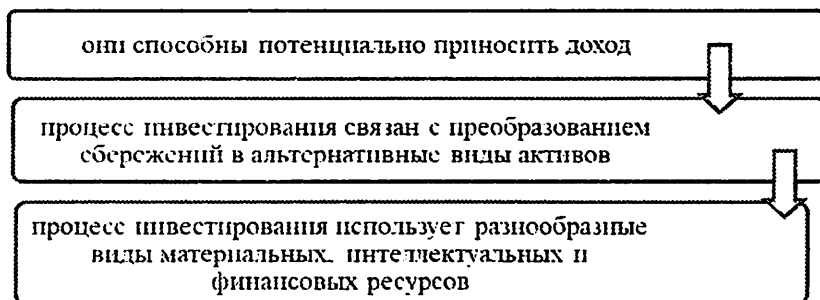 они способны потенциально приносить доход
процесс инвестирования связан с преобразованием
сбережений в альтернативные виды активов
процесс инвестирования использует разнообразные
виды материальных, интеллектуальных и
финансовых ресурсов